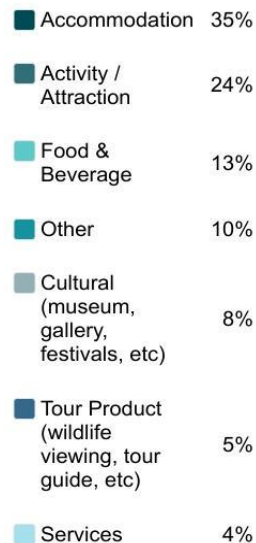 Accommodation 35%
Activity /
Attraction 24%
Food &
Beverage 13%
Other 10%
Cultural
(museum,
gallery,
festivals, etc) 8%
Tour Product
(wildlife
viewing, tour
guide, etc) 5%
Services 4%